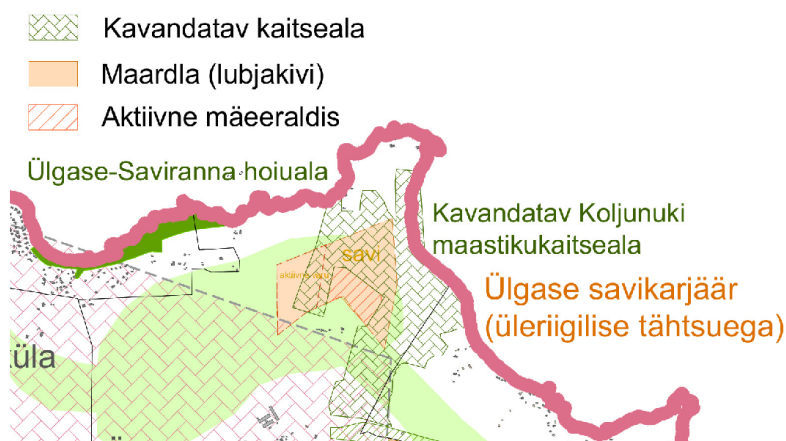 Kavandatav kaitseala
Maardla (lubjakivi)
Aktiivne mäeeraldis
Ülgase-Saviranna hoiuala
Kavandatav Koljunuki
maastikukaitseala
savi
Ülgase savikarjäär
(üleriigilise tähtsuega)
küla